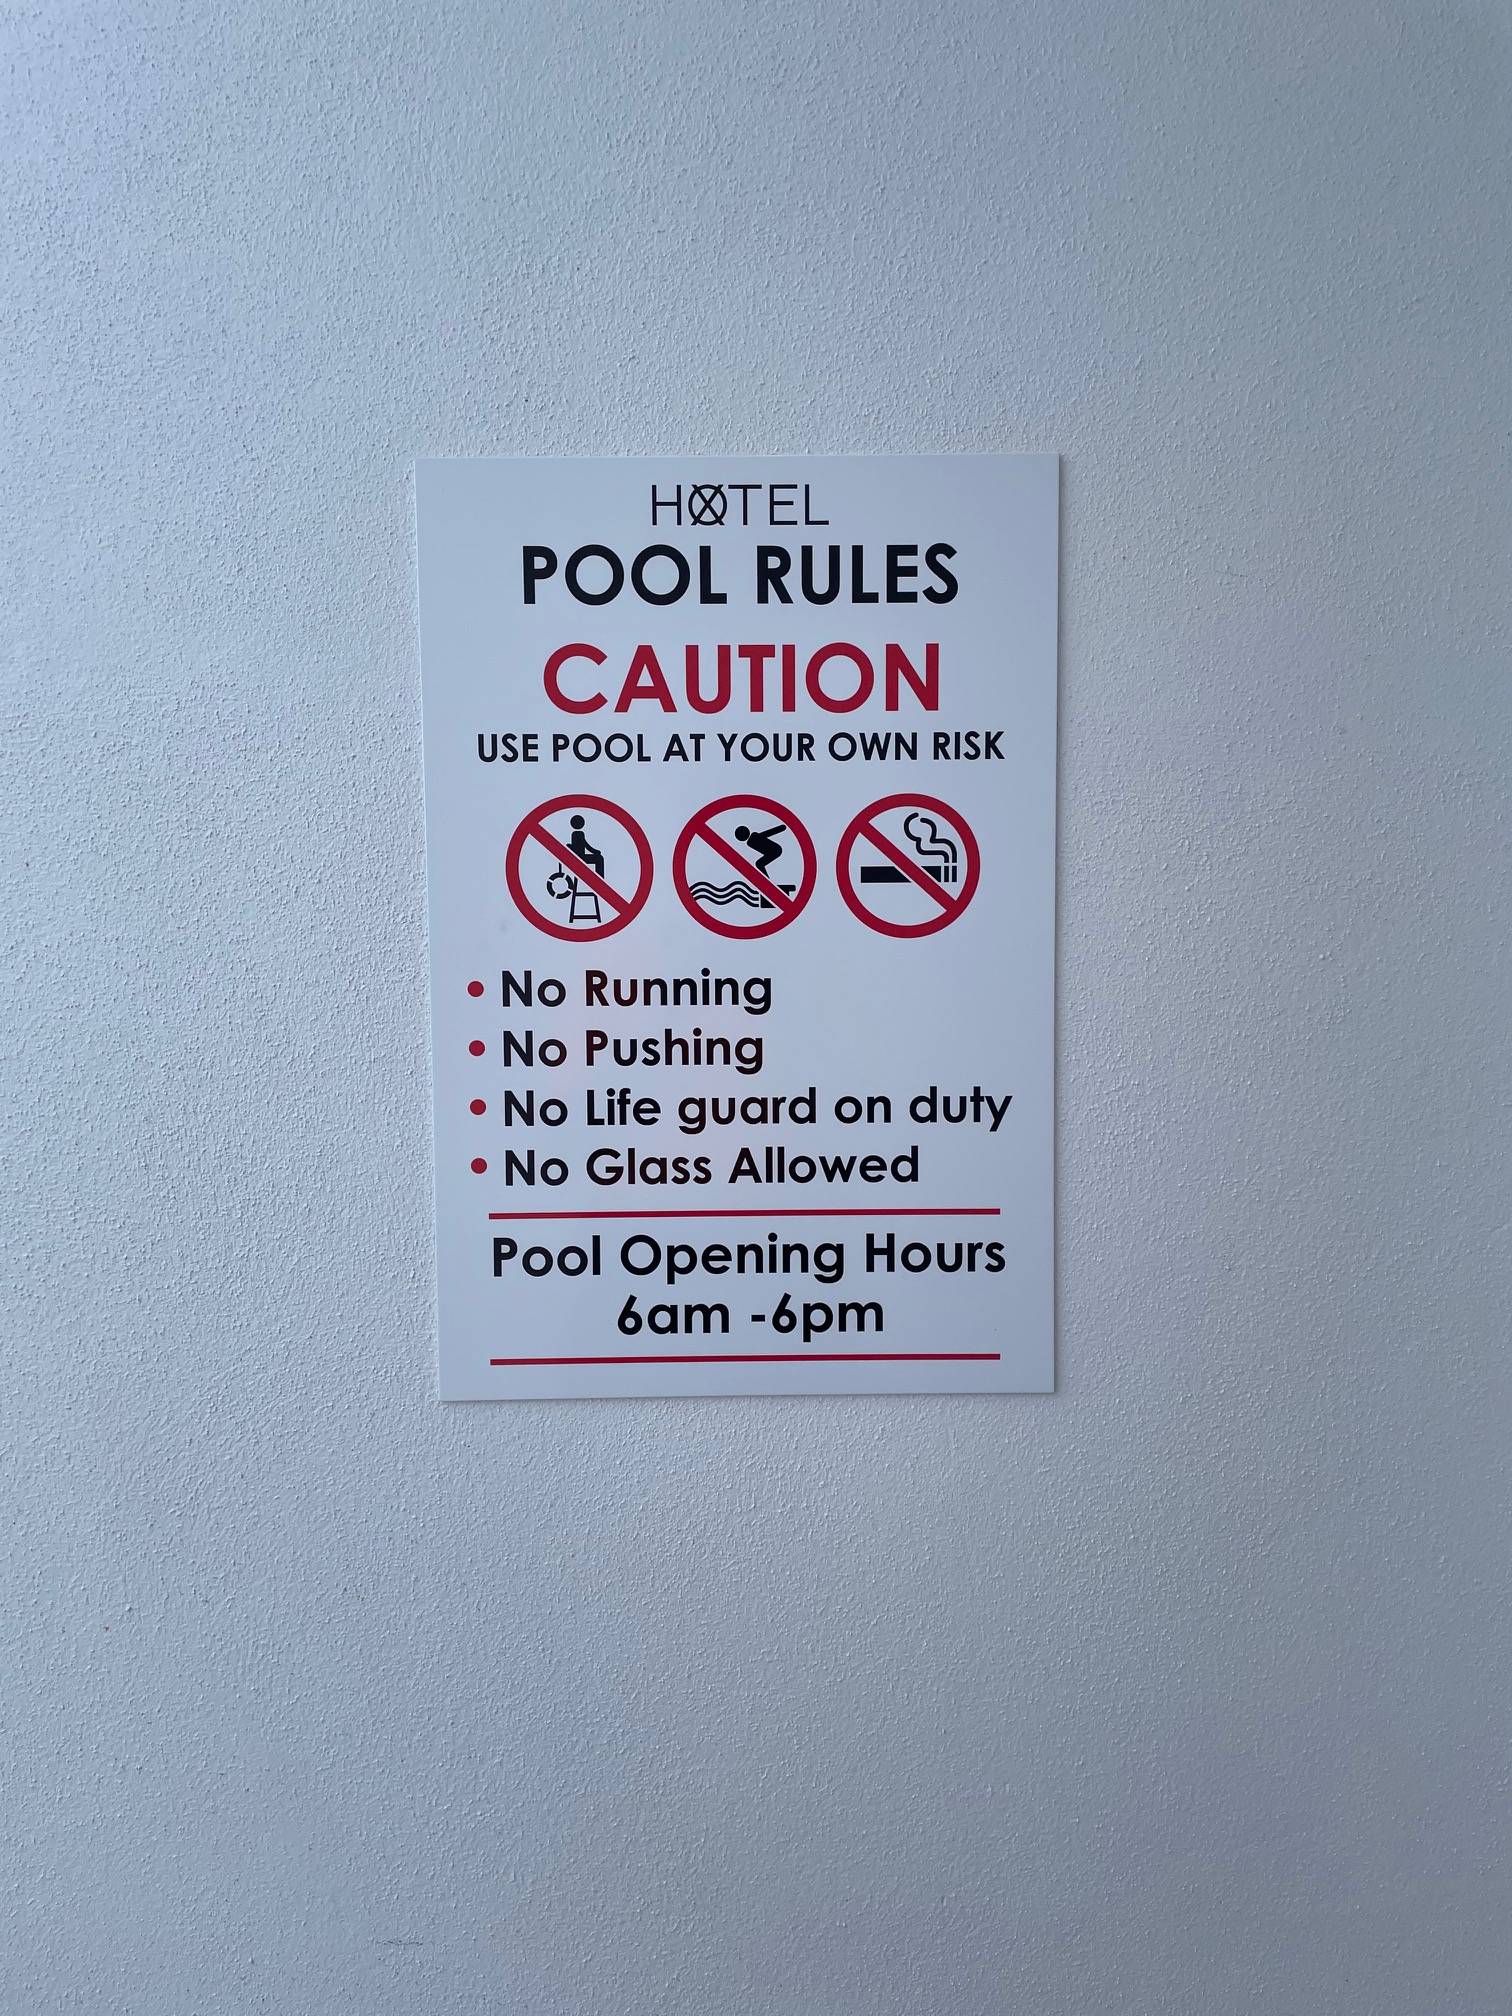 HOTEL
POOL RULES
CAUTION
USE POOL AT YOUR OWN RISK
• No Running
• No Pushing
• No Life guard on duty
• No Glass Allowed
Pool Opening Hours
6am -6pm